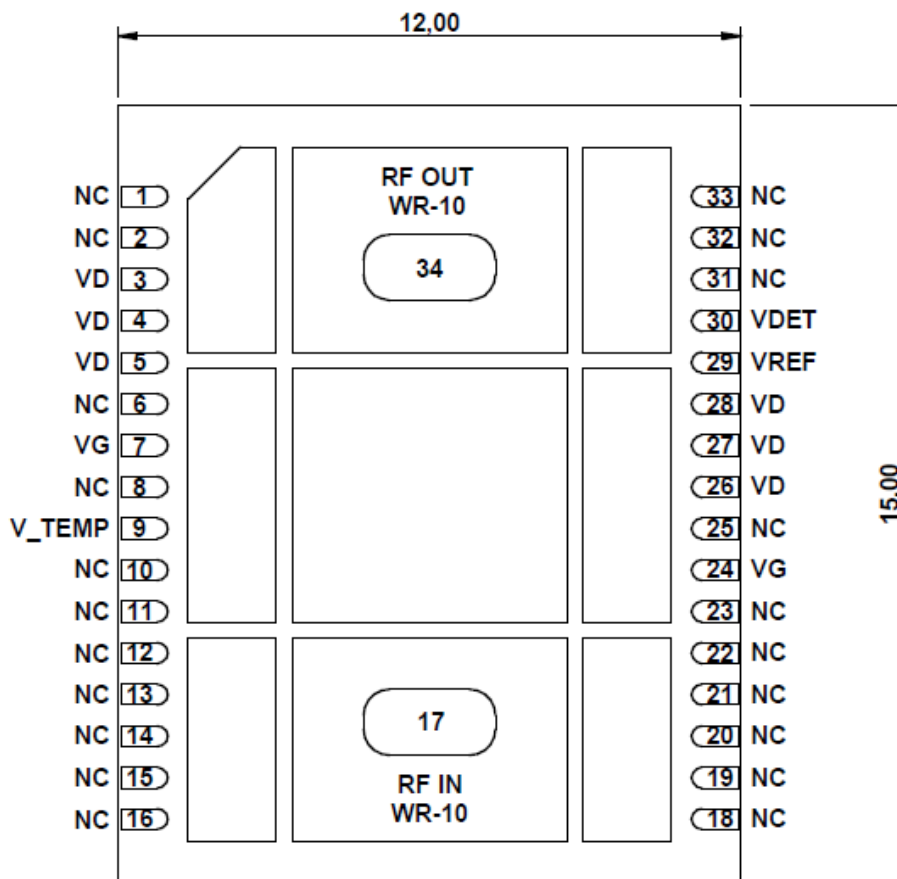 12,00
RF OUT
WR-10
34
NC 1
NC 2
VD 3
VD 4
VD 5
NC 6
VG 7
NC 8
V_TEMP 9
NC 10
NC 11
NC 12
NC 13
NC 14
NC 15
NC 16
33 NC
32 NC
31 NC
30 VDET
29 VREF
28 VD
27 VD
26 VD
25 NC
24 VG
23 NC
22 NC
21 NC
20 NC
19 NC
18 NC
15,00
17
RF IN
WR-10